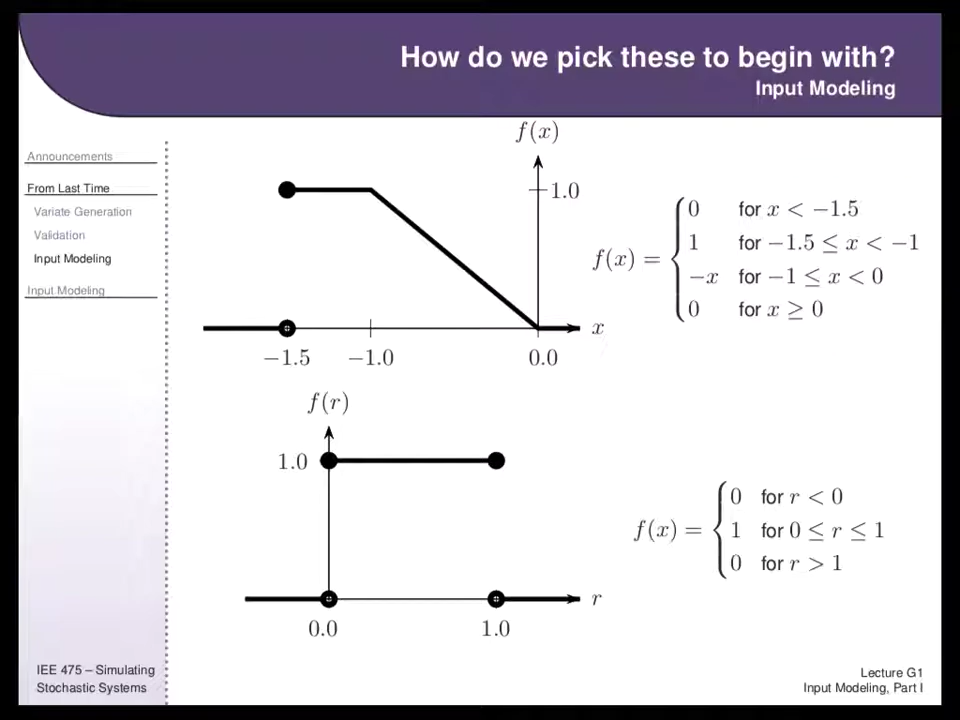 How do we pick these to begin with?
Input Modeling
Announcements
From Last Time
Variate Generation
Validation
Input Modeling
Input Modeling
f(x)
1.0
x
−1.5
−1.0
0.0
f(x) =
0 for x < −1.5
1 for −1.5 ≤ x < −1
−x for −1 ≤ x < 0
0 for x ≥ 0
f(r)
1.0
r
0.0
1.0
f(x) =
0 for r < 0
1 for 0 ≤ r ≤ 1
0 for r > 1
IEE 475 – Simulating
Stochastic Systems
Lecture G1
Input Modeling, Part I